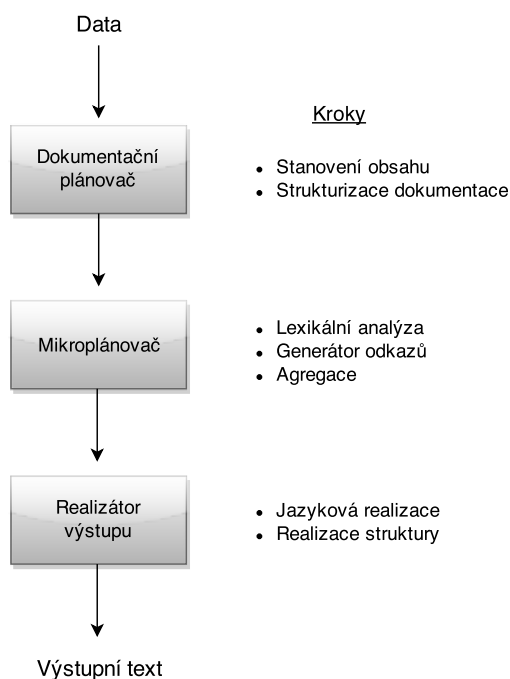 Data
Kroky
Dokumentační
plánovač
• Stanovení obsahu
• Strukturizace dokumentace
Mikroplánovač
• Lexikální analýza
• Generátor odkazů
• Agregace
Realizátor
výstupu
• Jazyková realizace
• Realizace struktury
Výstupní text